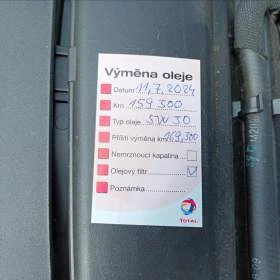 Výměna oleje
Datum 11,7.2024
Km 159 300
Typ oleje 5W30
Příští výměna km 169,300
Nemrznoucí kapalina
Olejový filtr
Poznámka
TOTAL